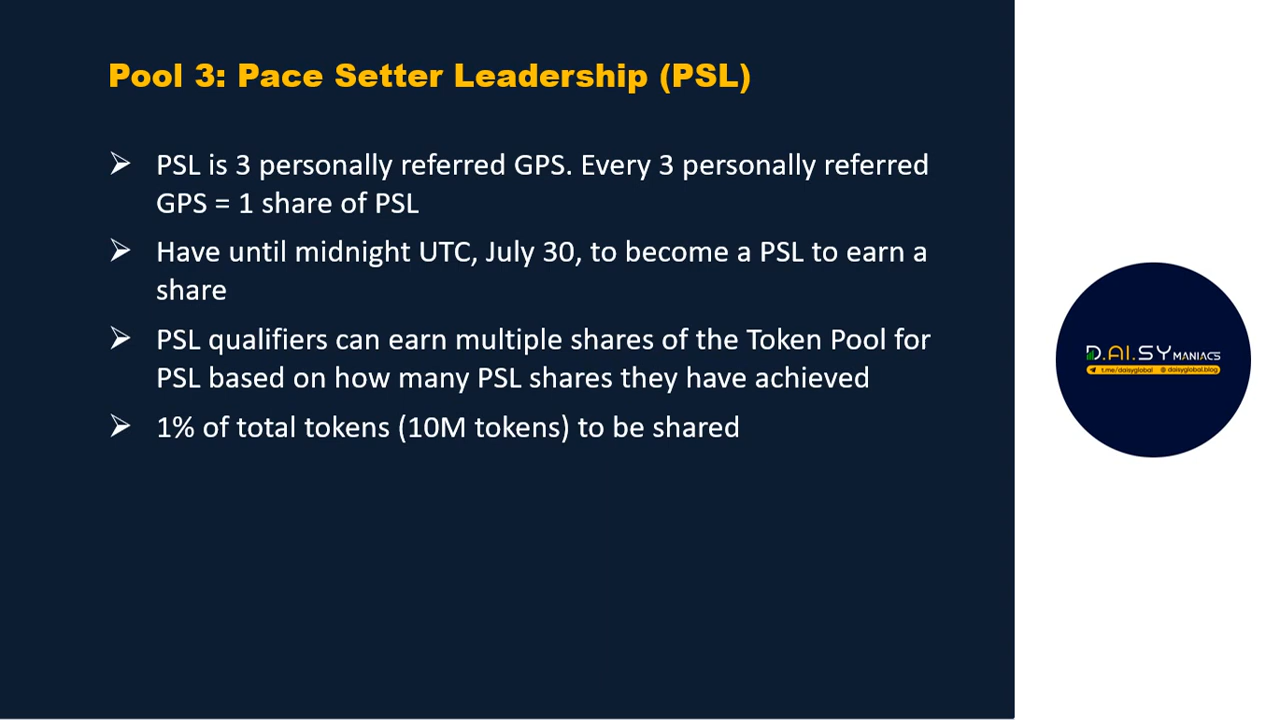 Pool 3: Pace Setter Leadership (PSL)
PSL is 3 personally referred GPS. Every 3 personally referred
GPS = 1 share of PSL
Have until midnight UTC, July 30, to become a PSL to earn a
share
PSL qualifiers can earn multiple shares of the Token Pool for
PSL based on how many PSL shares they have achieved
1% of total tokens (10M tokens) to be shared
D.AI.SY MANIACS
t.me/daisyglobal @ daisyglobal.blog